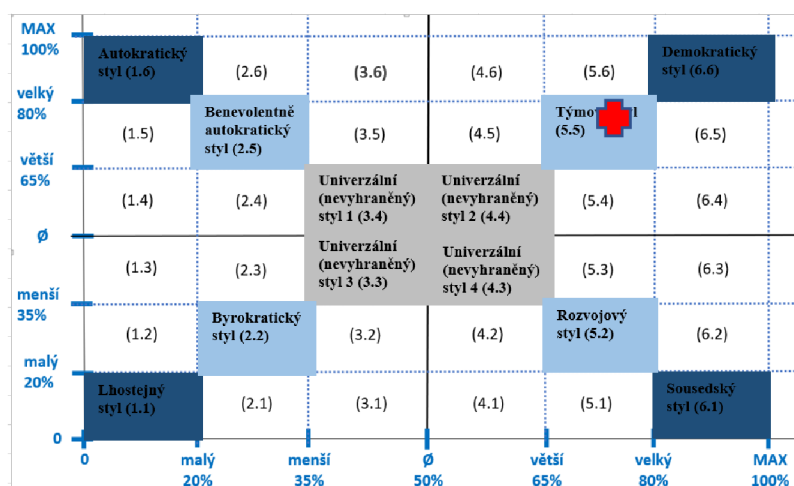 MAX
100%
Autokratický
styl (1.6)
(2.6)
(3.6)
(4.6)
(5.6)
Demokratický
styl (6.6)
velký
80%
(1.5)
Benevolentně
autokratický
styl (2.5)
(3.5)
(4.5)
(5.5)
(6.5)
větší
65%
(1.4)
(2.4)
Univerzální
(nevyhraněný)
styl 1 (3.4)
Univerzální
(nevyhraněný)
styl 2 (4.4)
(5.4)
(6.4)
Ø
(1.3)
(2.3)
Univerzální
(nevyhraněný)
styl 3 (3.3)
Univerzální
(nevyhraněný)
styl 4 (4.3)
(5.3)
(6.3)
menší
35%
(1.2)
Byrokratický
styl (2.2)
(3.2)
(4.2)
Rozvojový
styl (5.2)
(6.2)
malý
20%
Lhostejný
styl (1.1)
(2.1)
(3.1)
(4.1)
(5.1)
Sousedský
styl (6.1)
0
0
malý
20%
menší
35%
Ø
50%
větší
65%
velký
80%
MAX
100%